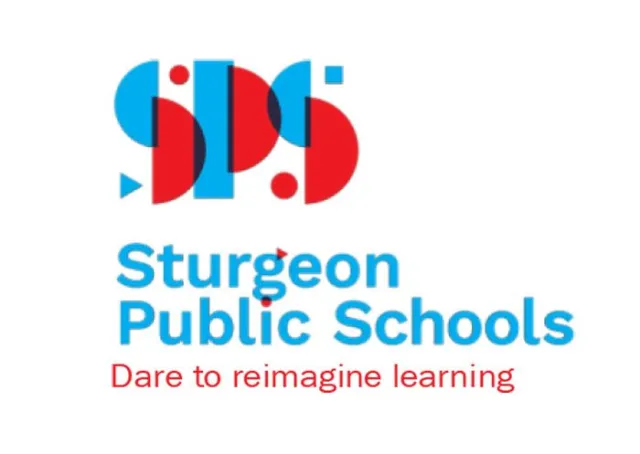 SPS
Sturgeon
Public Schools
Dare to reimagine learning